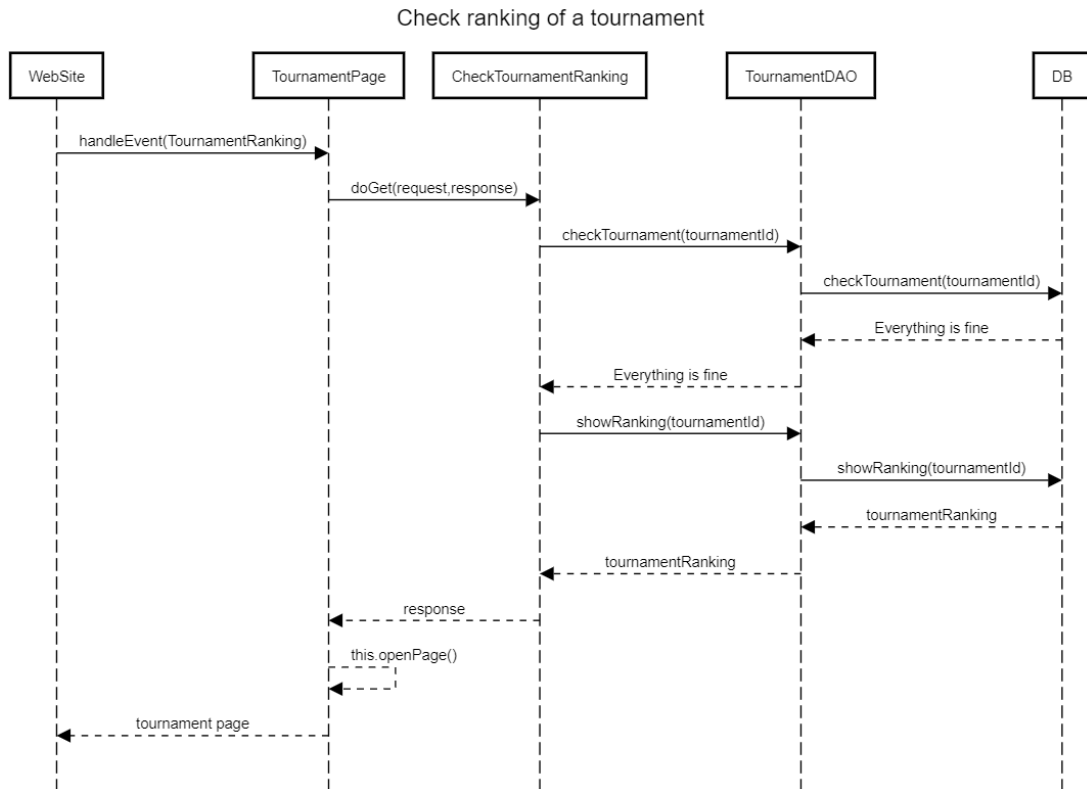 Check ranking of a tournament
WebSite
TournamentPage
CheckTournamentRanking
TournamentDAO
DB
handleEvent(TournamentRanking)
doGet(request,response)
checkTournament(tournamentId)
checkTournament(tournamentId)
Everything is fine
Everything is fine
showRanking(tournamentId)
showRanking(tournamentId)
tournamentRanking
tournamentRanking
response
this.openPage()
tournament page